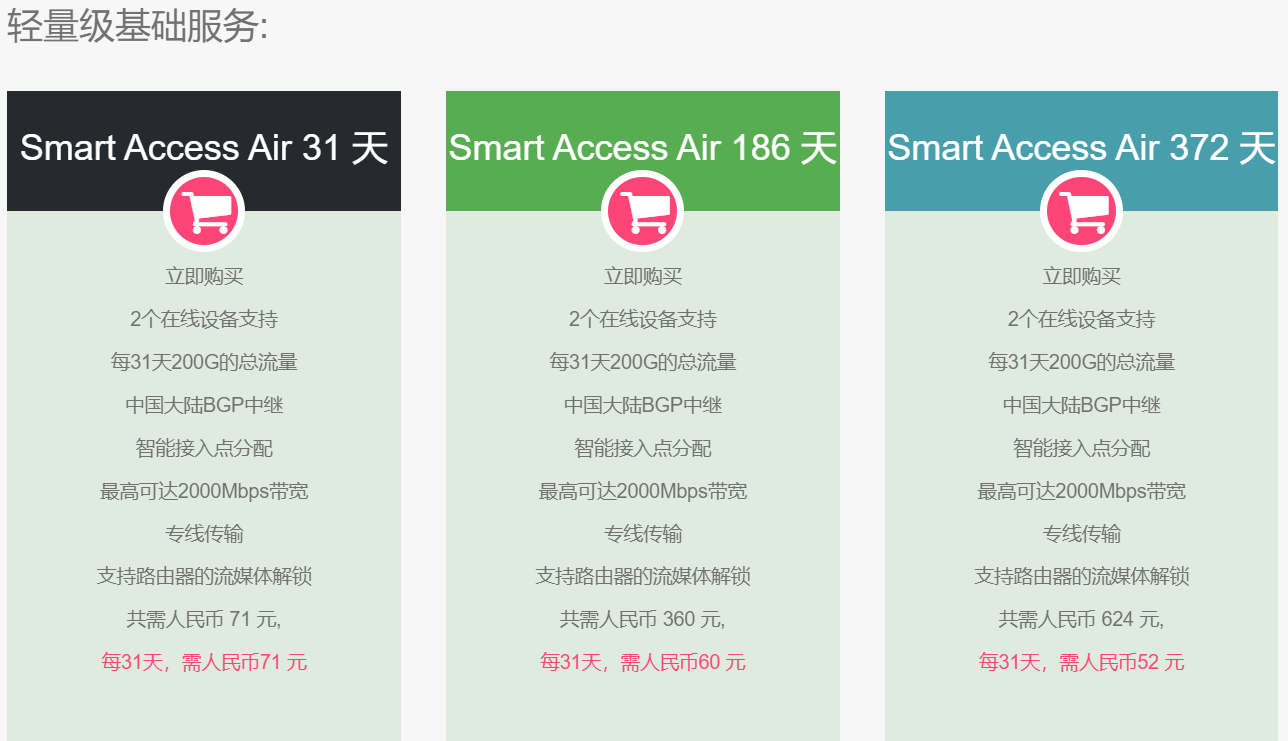 轻量级基础服务:
Smart Access Air 31 天
立即购买
2个在线设备支持
每31天200G的总流量
中国大陆BGP中继
智能接入点分配
最高可达2000Mbps带宽
专线传输
支持路由器的流媒体解锁
共需人民币 71 元,
每31天，需人民币71 元
Smart Access Air 186 天
立即购买
2个在线设备支持
每31天200G的总流量
中国大陆BGP中继
智能接入点分配
最高可达2000Mbps带宽
专线传输
支持路由器的流媒体解锁
共需人民币 360 元,
每31天，需人民币60 元
Smart Access Air 372 天
立即购买
2个在线设备支持
每31天200G的总流量
中国大陆BGP中继
智能接入点分配
最高可达2000Mbps带宽
专线传输
支持路由器的流媒体解锁
共需人民币 624 元,
每31天，需人民币52 元